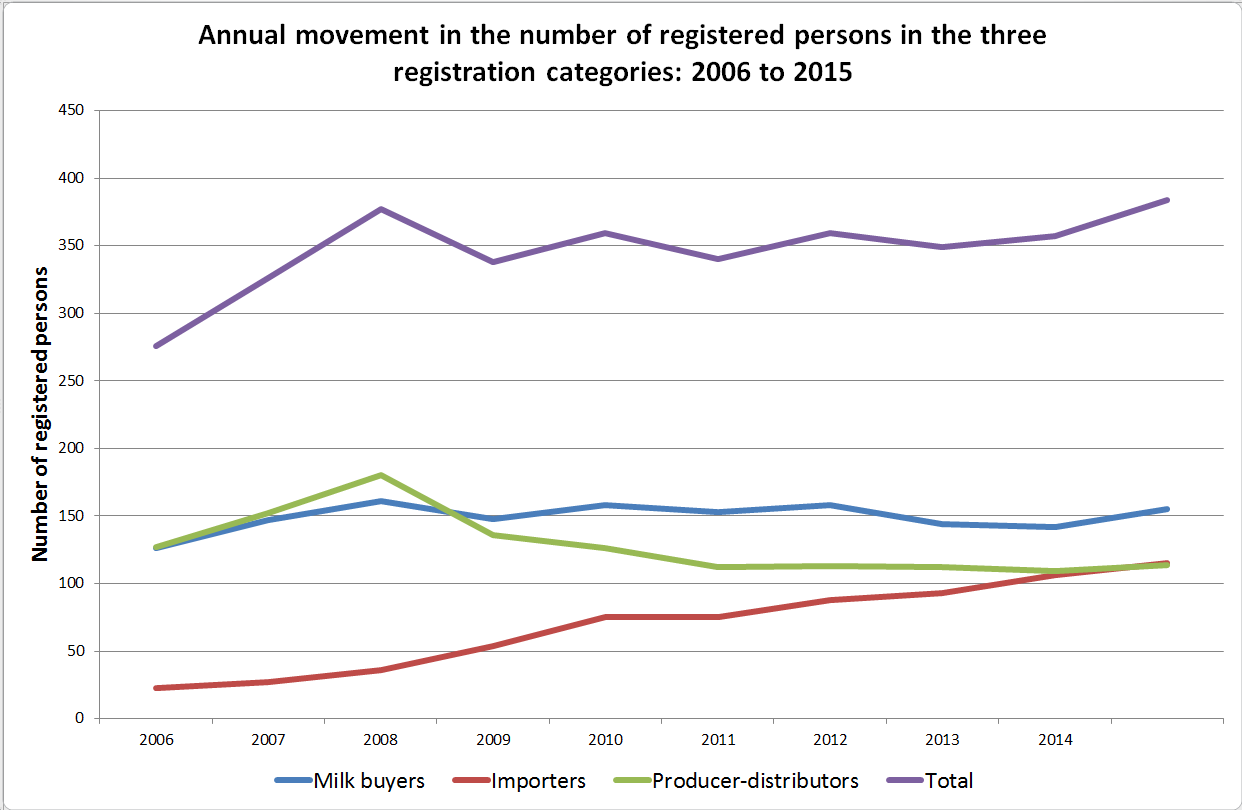 Annual movement in the number of registered persons in the three
registration categories: 2006 to 2015
450
400
350
300
250
200
150
100
50
0
Number of registered persons
2006 2007 2008 2009 2010 2011 2012 2013 2014
Milk buyers Importers Producer-distributors Total